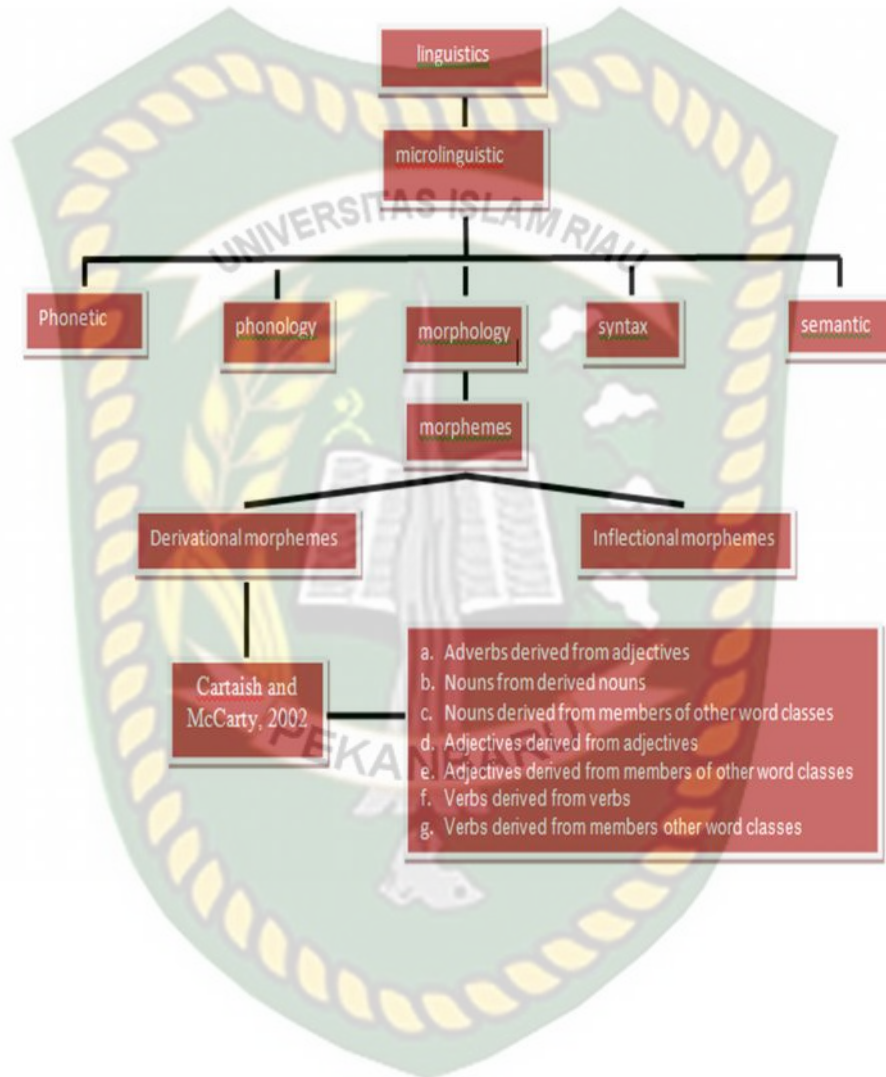 linguistics
microlinguistic
UNIVERSITAS ISLAM RIAU
Phonetic
phonology
morphology
syntax
semantic
morphemes
Derivational morphemes
Inflectional morphemes
Cartaish and
McCarty, 2002
a. Adverbs derived from adjectives
b. Nouns from derived nouns
c. Nouns derived from members of other word classes
d. Adjectives derived from adjectives
e. Adjectives derived from members of other word classes
f. Verbs derived from verbs
g. Verbs derived from members other word classes
PEKANBARU